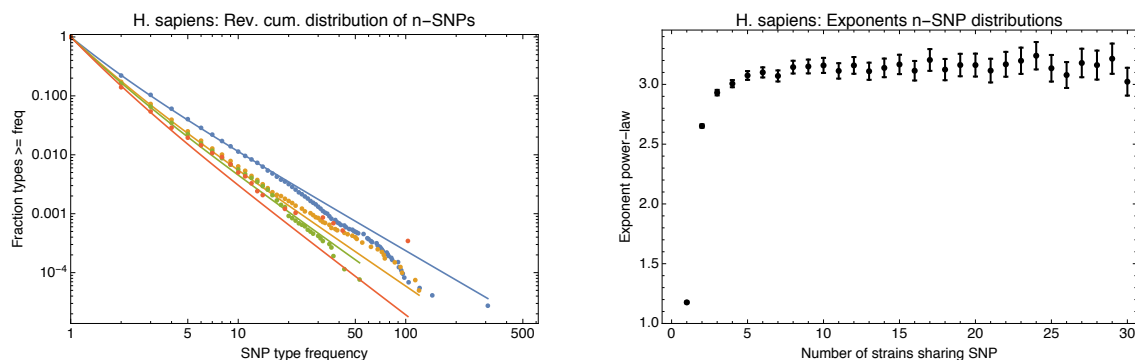 H. sapiens: Rev. cum. distribution of n-SNPs
Fraction types >= freq
1
0.100
0.010
0.001
10⁻⁴
1 5 10 50 100 500
SNP type frequency
H. sapiens: Exponents n-SNP distributions
Exponent power-law
3.0
2.5
2.0
1.5
1.0
0 5 10 15 20 25 30
Number of strains sharing SNP